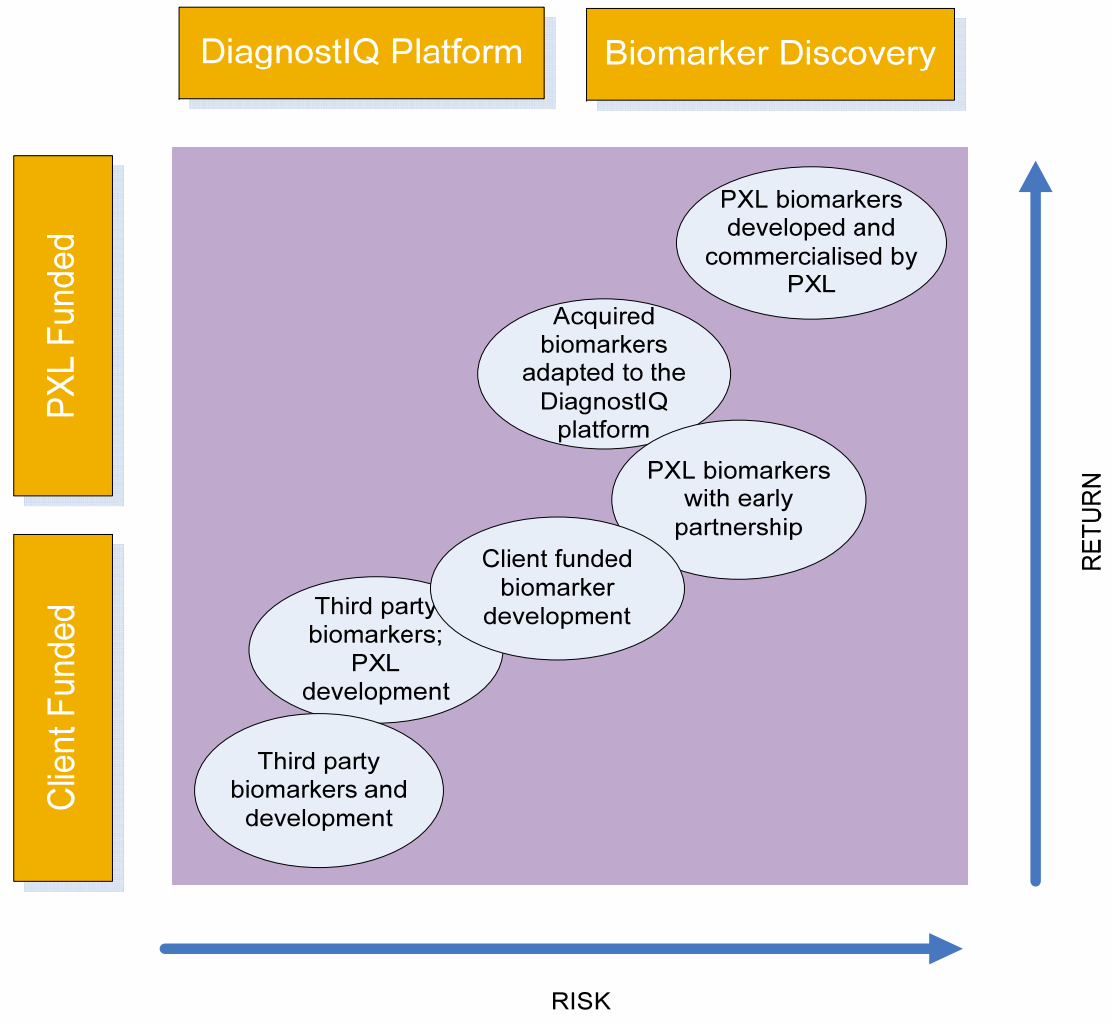 DiagnostIQ Platform
Biomarker Discovery
PXL Funded
Client Funded
PXL biomarkers
developed and
commercialised by
PXL
Acquired
biomarkers
adapted to the
DiagnostIQ
platform
PXL biomarkers
with early
partnership
Client funded
biomarker
development
Third party
biomarkers;
PXL
development
Third party
biomarkers and
development
RETURN
RISK